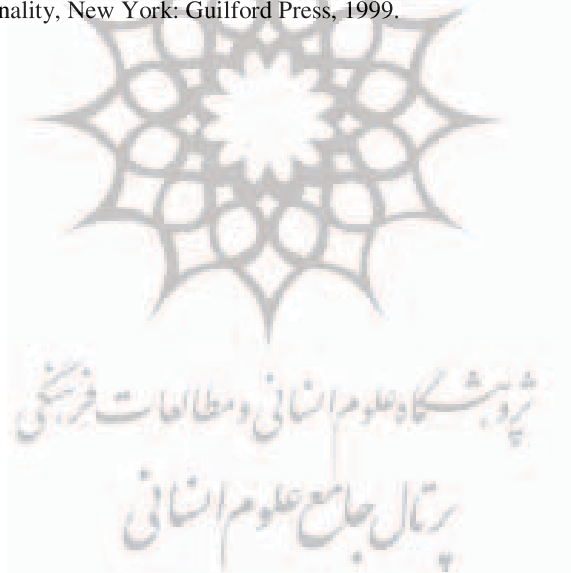 nality, New York: Guilford Press, 1999.
پژوهشگاه علوم انسانی و مطالعات فرهنگی
پرتال جامع علوم انسانی